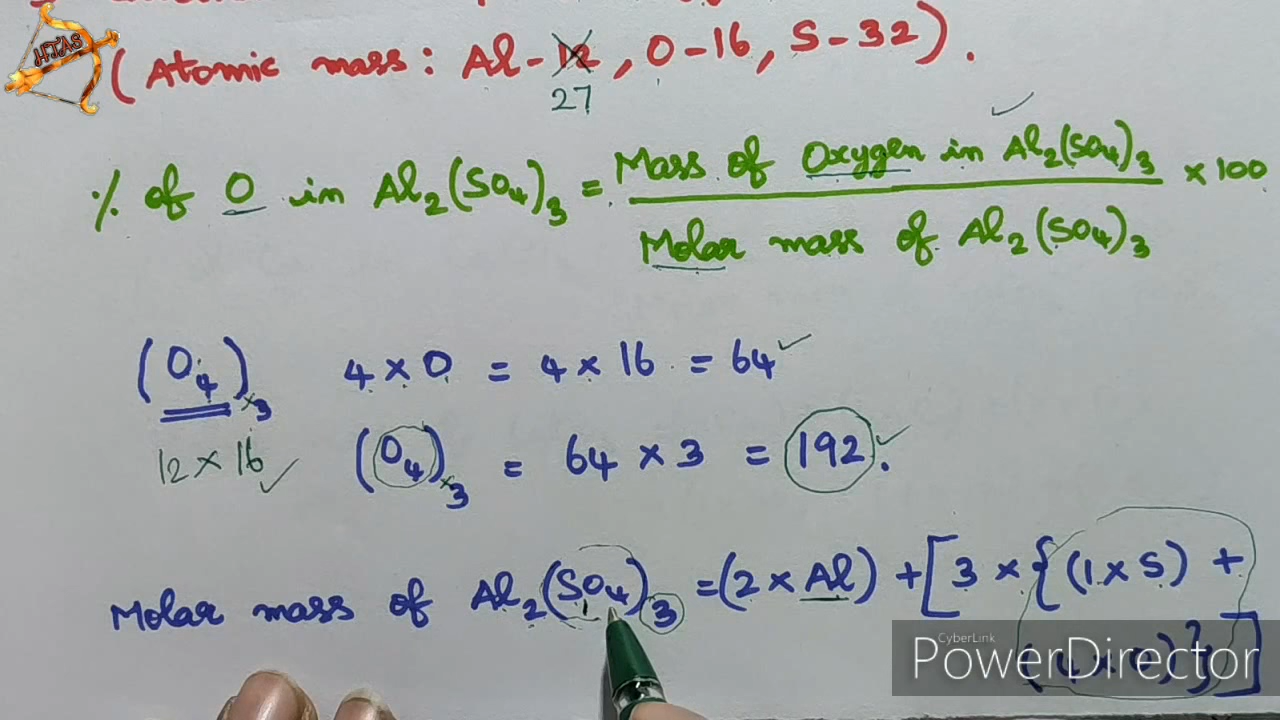 HTAS
(Atomic mass: Al - 12, O - 16, S - 32).
27
% of O in Al2(SO4)3 = Mass of Oxygen in Al2(SO4)3 × 100
Molar mass of Al2(SO4)3
(O4)×3 4 × O = 4 × 16 = 64
12 × 16 (O4)×3 = 64 × 3 = 192.
Molar mass of Al2(SO4)3 = (2 × Al) + [3 × {(1 × S) +
(4 × O)}]
CyberLink
PowerDirector